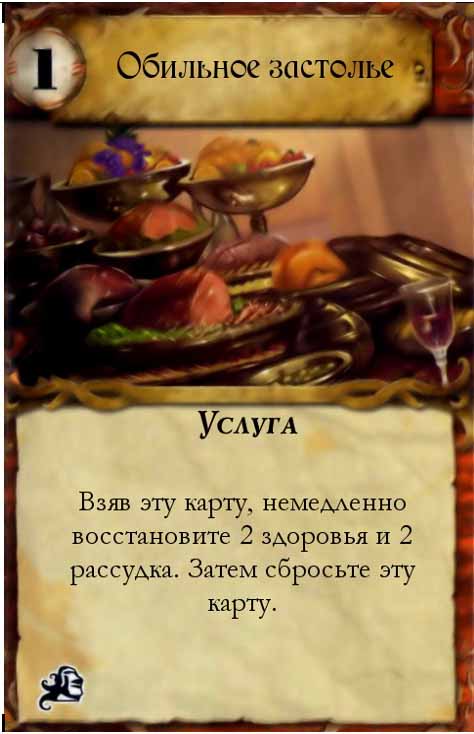 1
Обильное застолье
Услуга
Взяв эту карту, немедленно
восстановите 2 здоровья и 2
рассудка. Затем сбросьте эту
карту.